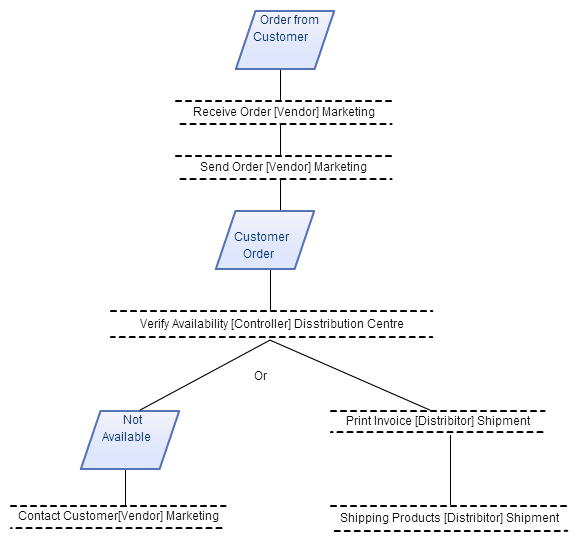 Order from
Customer
Receive Order [Vendor] Marketing
Send Order [Vendor] Marketing
Customer
Order
Verify Availability [Controller] Disstribution Centre
Or
Not
Available
Print Invoice [Distribitor] Shipment
Contact Customer[Vendor] Marketing
Shipping Products [Distribitor] Shipment